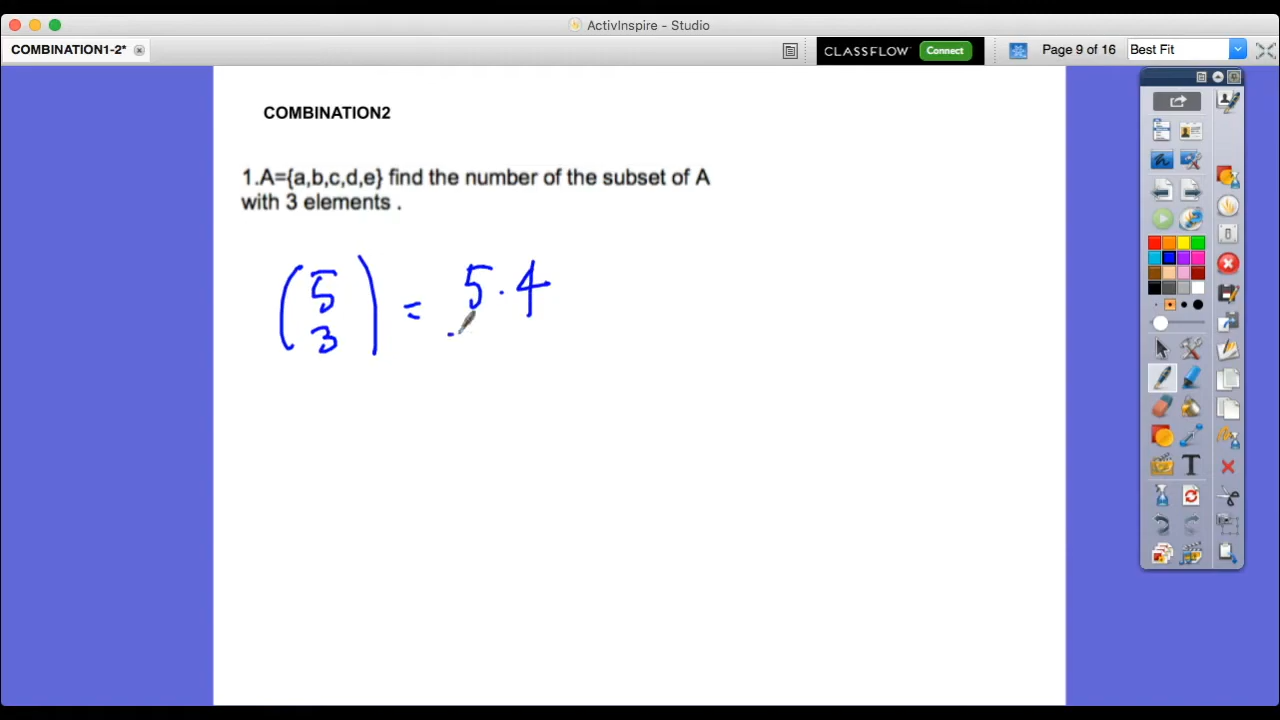 ActivInspire - Studio
COMBINATION1-2*
CLASSFLOW Connect
Page 9 of 16
Best Fit
COMBINATION2
1.A={a,b,c,d,e} find the number of the subset of A
with 3 elements .
(5 3) = 5 . 4
T